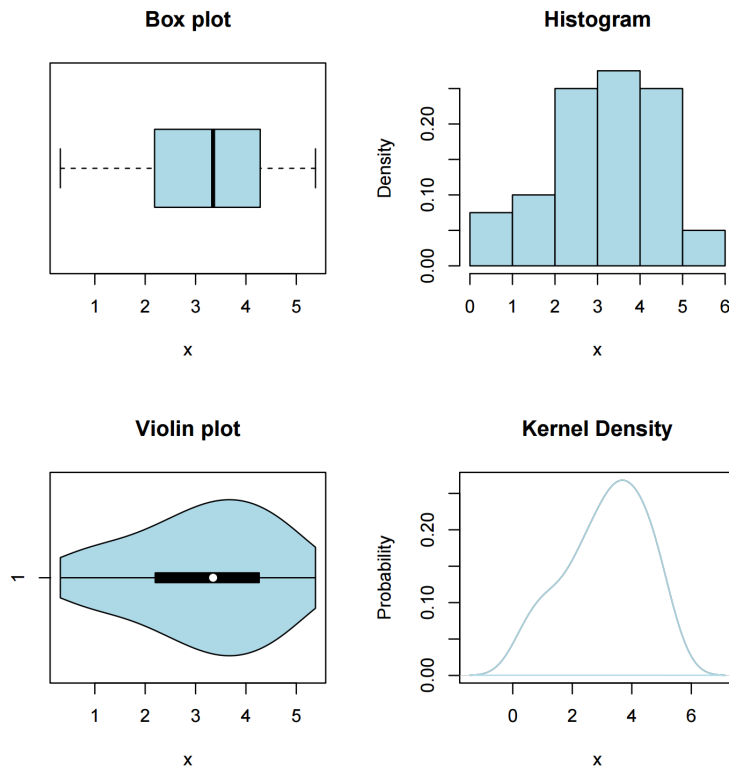 Box plot
1 2 3 4 5
x
Histogram
Density
0.00 0.10 0.20
0 1 2 3 4 5 6
x
Violin plot
1
1 2 3 4 5
x
Kernel Density
Probability
0.00 0.10 0.20
0 2 4 6
x